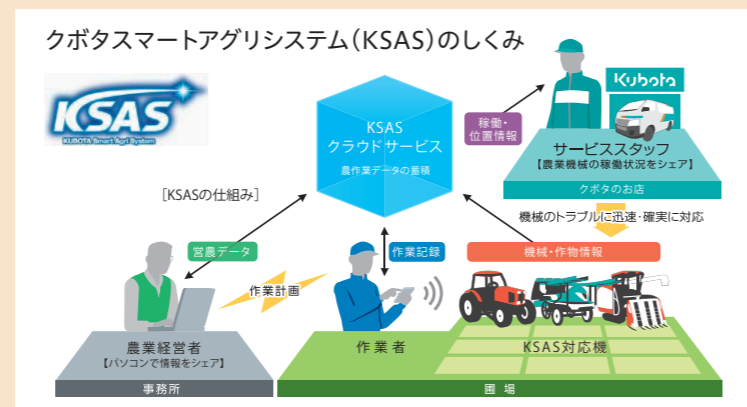 クボタスマートアグリシステム(KSAS)のしくみ
KSAS
KUBOTA Smart Agri System
Kubota
KSAS
クラウドサービス
農作業データの蓄積
稼働・
位置情報
サービススタッフ
【農業機械の稼働状況をシェア】
クボタのお店
[KSASの仕組み]
機械のトラブルに迅速・確実に対応
営農データ
作業記録
機械・作物情報
作業計画
農業経営者
【パソコンで情報をシェア】
事務所
作業者
KSAS対応機
圃場